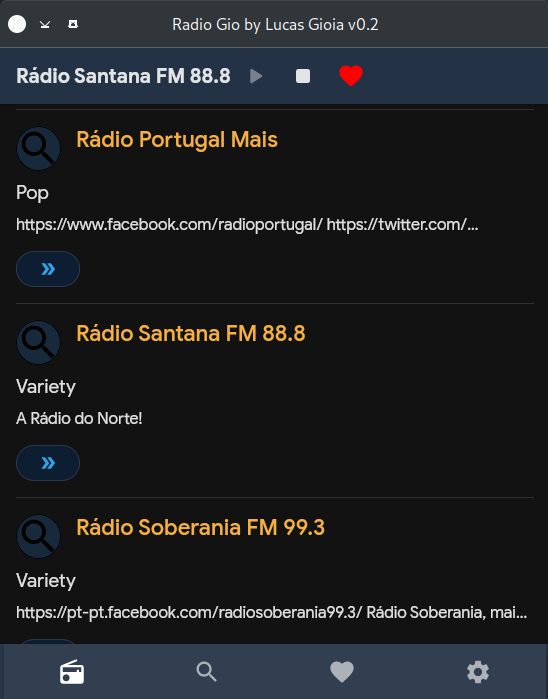 Radio Gio by Lucas Gioia v0.2
Rádio Santana FM 88.8
Rádio Portugal Mais
Pop
https://www.facebook.com/radioportugal/ https://twitter.com/...
Rádio Santana FM 88.8
Variety
A Rádio do Norte!
Rádio Soberania FM 99.3
Variety
https://pt-pt.facebook.com/radiosoberania99.3/ Rádio Soberania, mai...